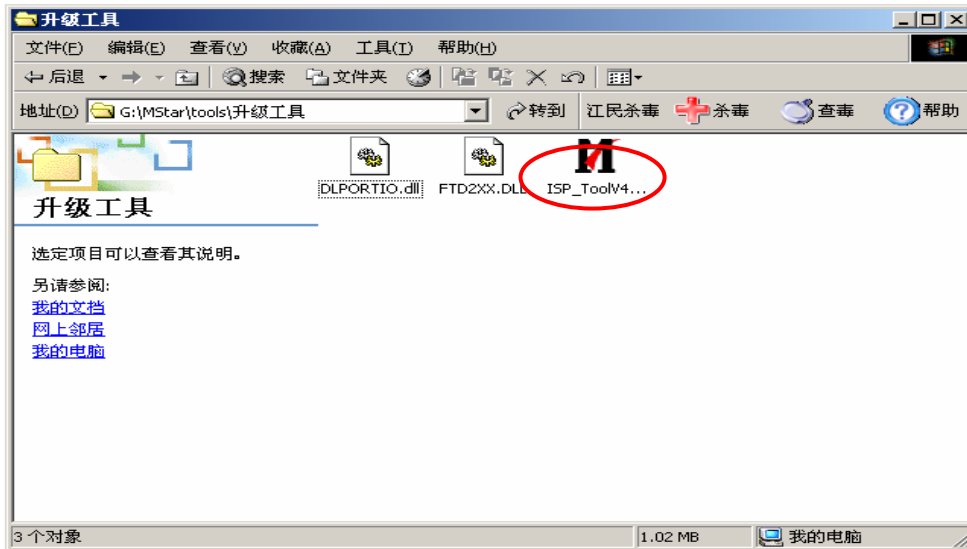 升级工具
文件(F) 编辑(E) 查看(V) 收藏(A) 工具(T) 帮助(H)
后退 搜索 文件夹
地址(D) G:\MStar\tools\升级工具 转到 江民杀毒 杀毒 查毒 帮助
DLPORTIO.dll FTD2XX.DLL ISP_ToolV4...
升级工具
选定项目可以查看其说明。
另请参阅:
我的文档
网上邻居
我的电脑
3 个对象 1.02 MB 我的电脑